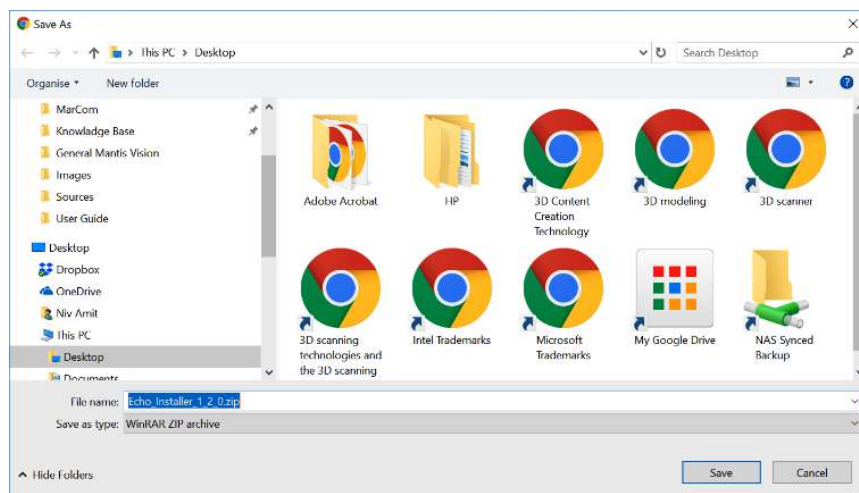 Save As
This PC > Desktop
Search Desktop
Organise
New folder
MarCom
Knowladge Base
General Mantis Vision
Images
Sources
User Guide
Desktop
Dropbox
OneDrive
Niv Amit
This PC
Desktop
Documents
Adobe Acrobat
HP
3D Content
Creation
Technology
3D modeling
3D scanner
3D scanning
technologies and
the 3D scanning
Intel Trademarks
Microsoft
Trademarks
My Google Drive
NAS Synced
Backup
File name: Echo_Installer_1_2_0.zip
Save as type: WinRAR ZIP archive
Hide Folders
Save
Cancel